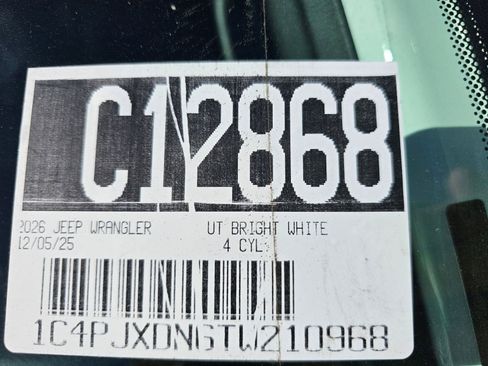 C12868
2026 JEEP WRANGLER UT BRIGHT WHITE
12/05/25 4 CYL
1C4PJXDN6TW210968